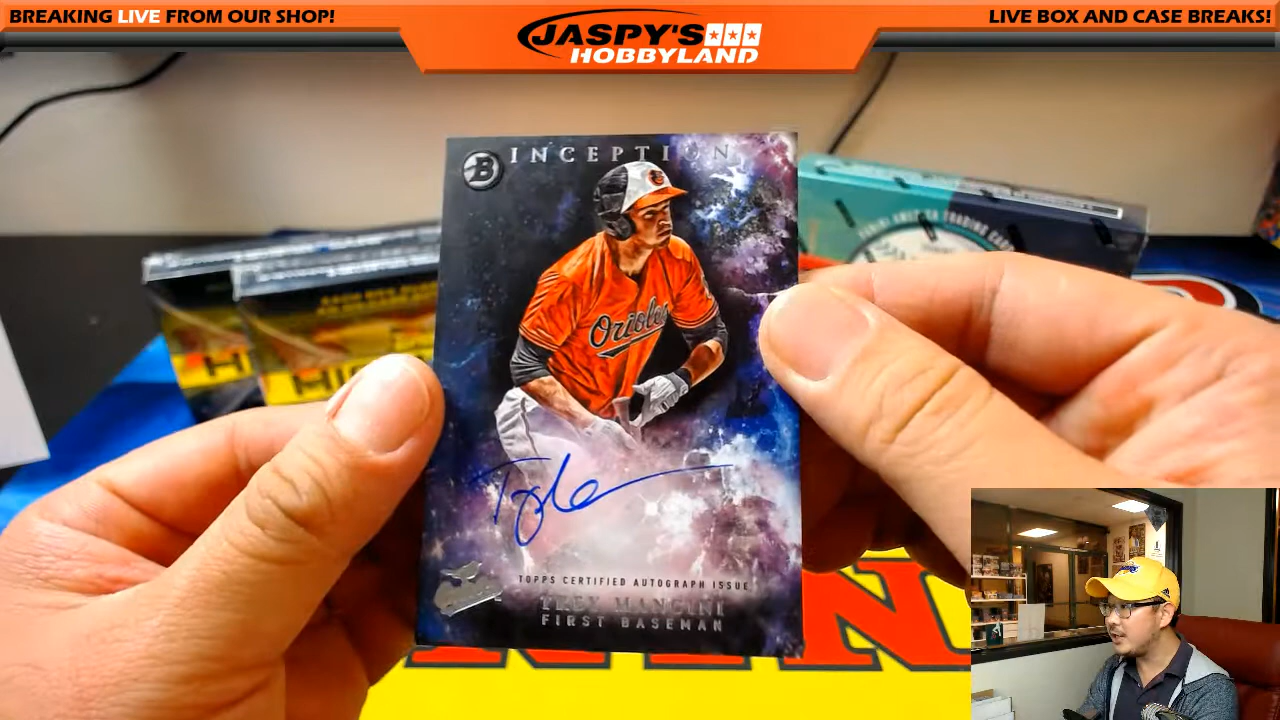 BREAKING LIVE FROM OUR SHOP!
JASPY'S
HOBBYLAND
LIVE BOX AND CASE BREAKS!
B INCEPTION
Orioles
TOPPS CERTIFIED AUTOGRAPH ISSUE
TREY MANCINI
FIRST BASEMAN